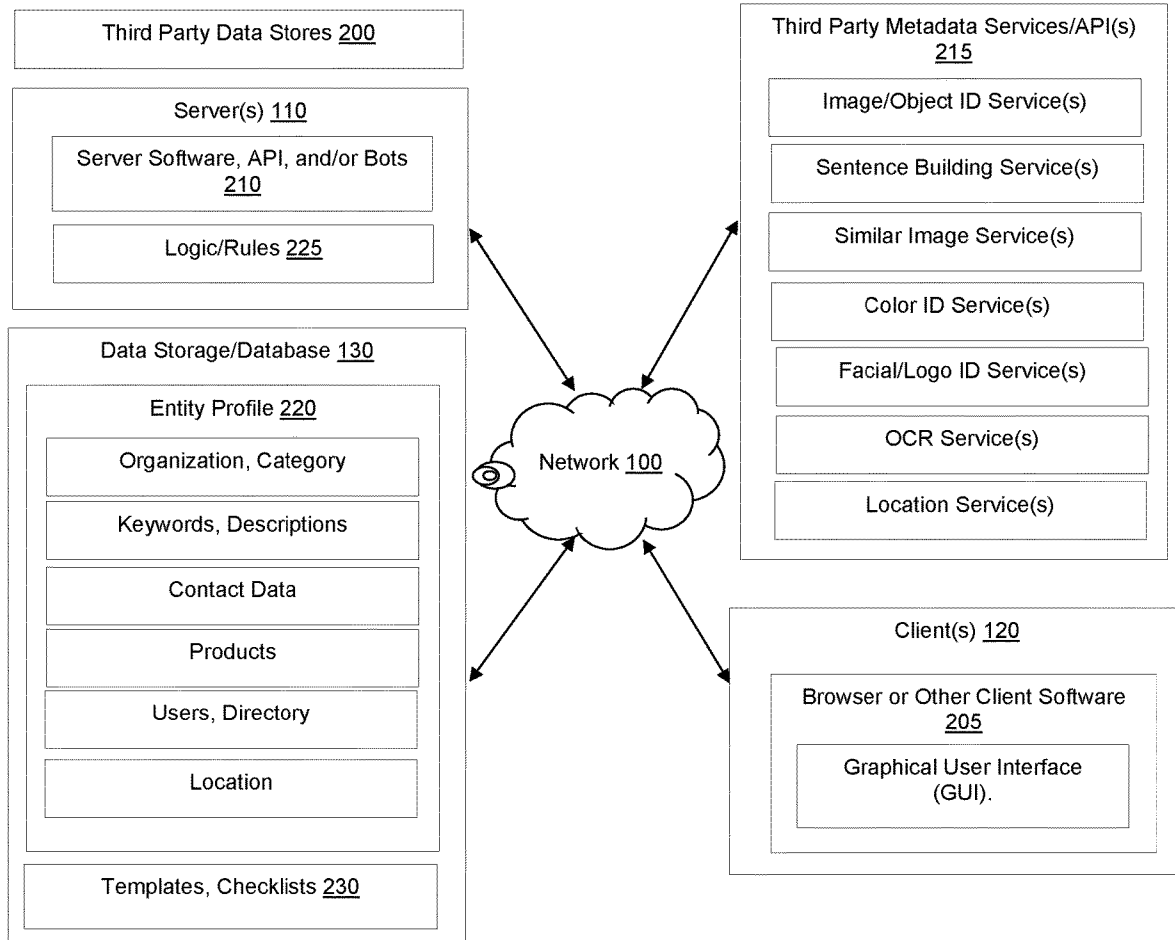 Third Party Data Stores 200
Server(s) 110
Server Software, API, and/or Bots
210
Logic/Rules 225
Data Storage/Database 130
Entity Profile 220
Organization, Category
Keywords, Descriptions
Contact Data
Products
Users, Directory
Location
Templates, Checklists 230
Network 100
Third Party Metadata Services/API(s)
215
Image/Object ID Service(s)
Sentence Building Service(s)
Similar Image Service(s)
Color ID Service(s)
Facial/Logo ID Service(s)
OCR Service(s)
Location Service(s)
Client(s) 120
Browser or Other Client Software
205
Graphical User Interface
(GUI).